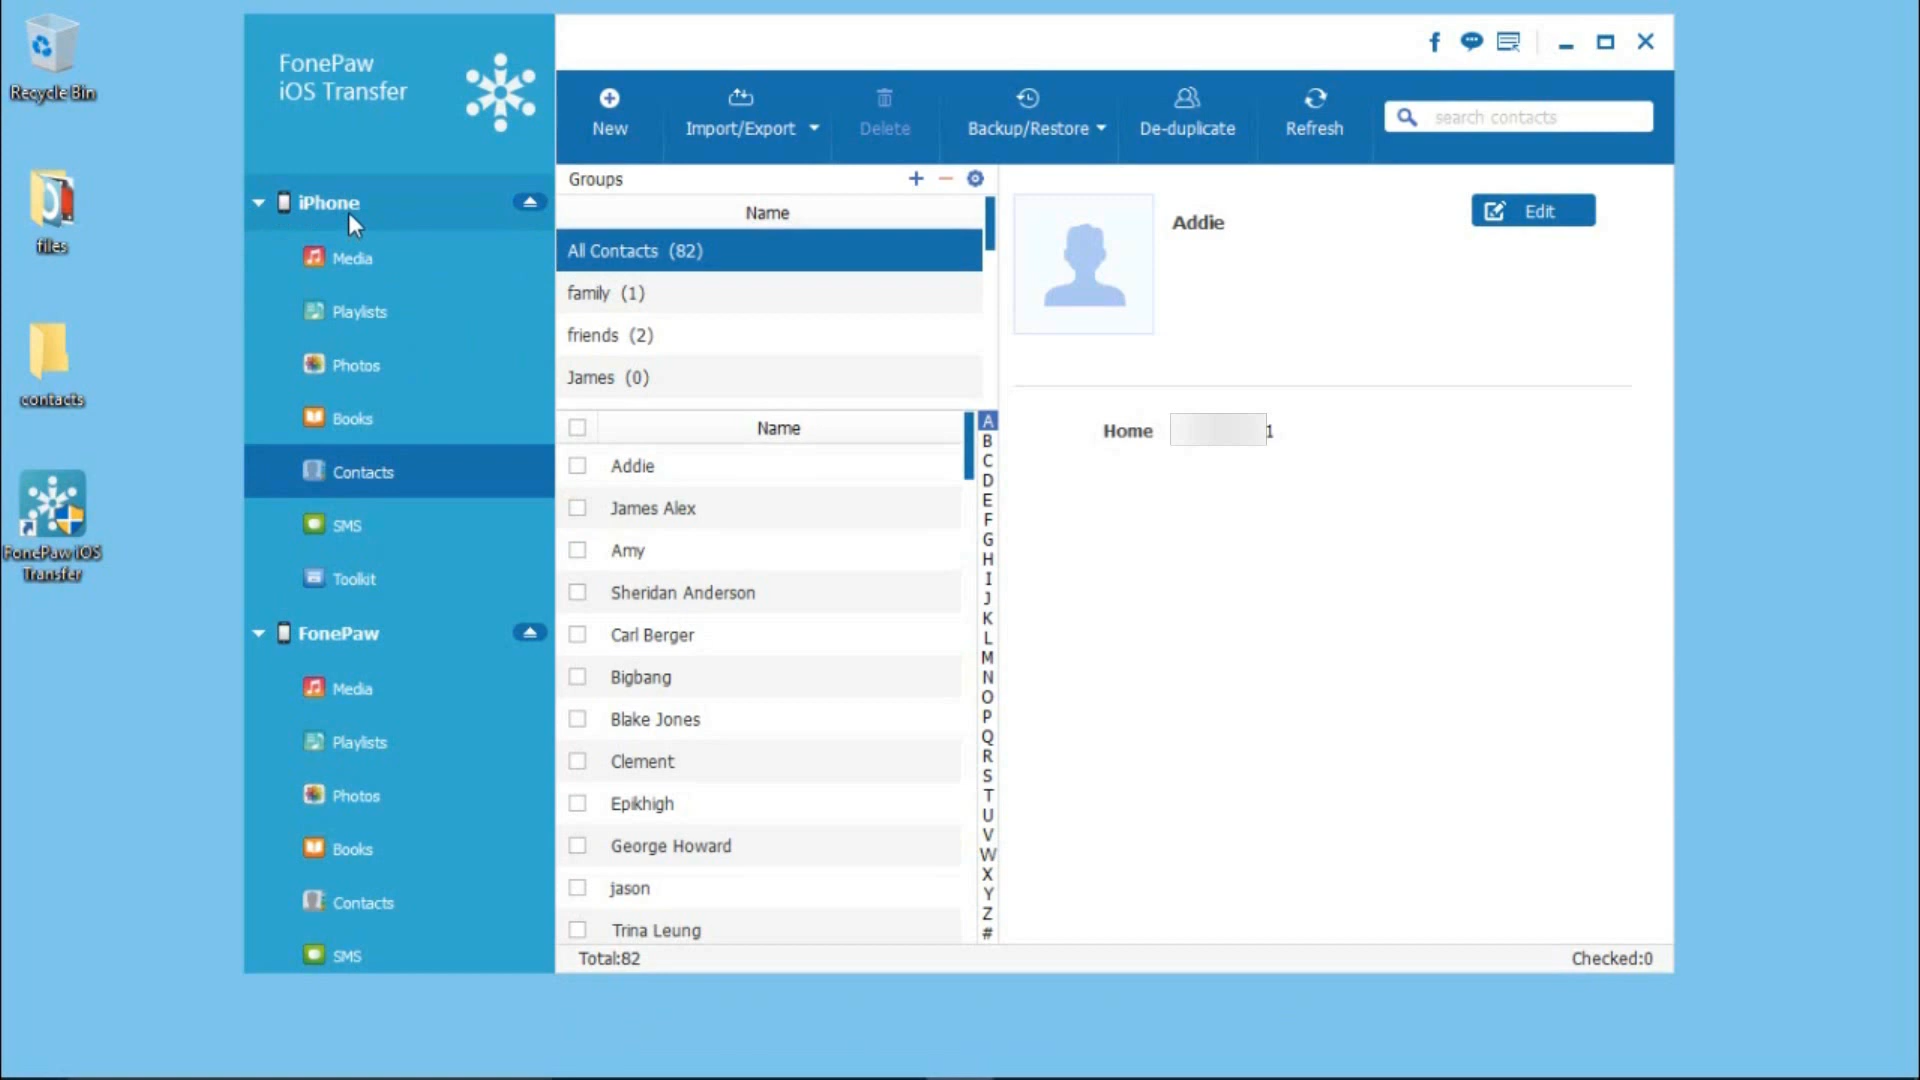 Recycle Bin
files
contacts
FonePaw iOS
Transfer
FonePaw
iOS Transfer
iPhone
Media
Playlists
Photos
Books
Contacts
SMS
Toolkit
FonePaw
Media
Playlists
Photos
Books
Contacts
SMS
f
New
Import/Export
Delete
Backup/Restore
De-duplicate
Refresh
search contacts
Groups
Name
All Contacts (82)
family (1)
friends (2)
James (0)
Name
Addie
James Alex
Amy
Sheridan Anderson
Carl Berger
Bigbang
Blake Jones
Clement
Epikhigh
George Howard
jason
Trina Leung
A
B
C
D
E
F
G
H
I
J
K
L
M
N
O
P
Q
R
S
T
U
V
W
X
Y
Z
#
Addie
Edit
Home 1
Total:82
Checked:0